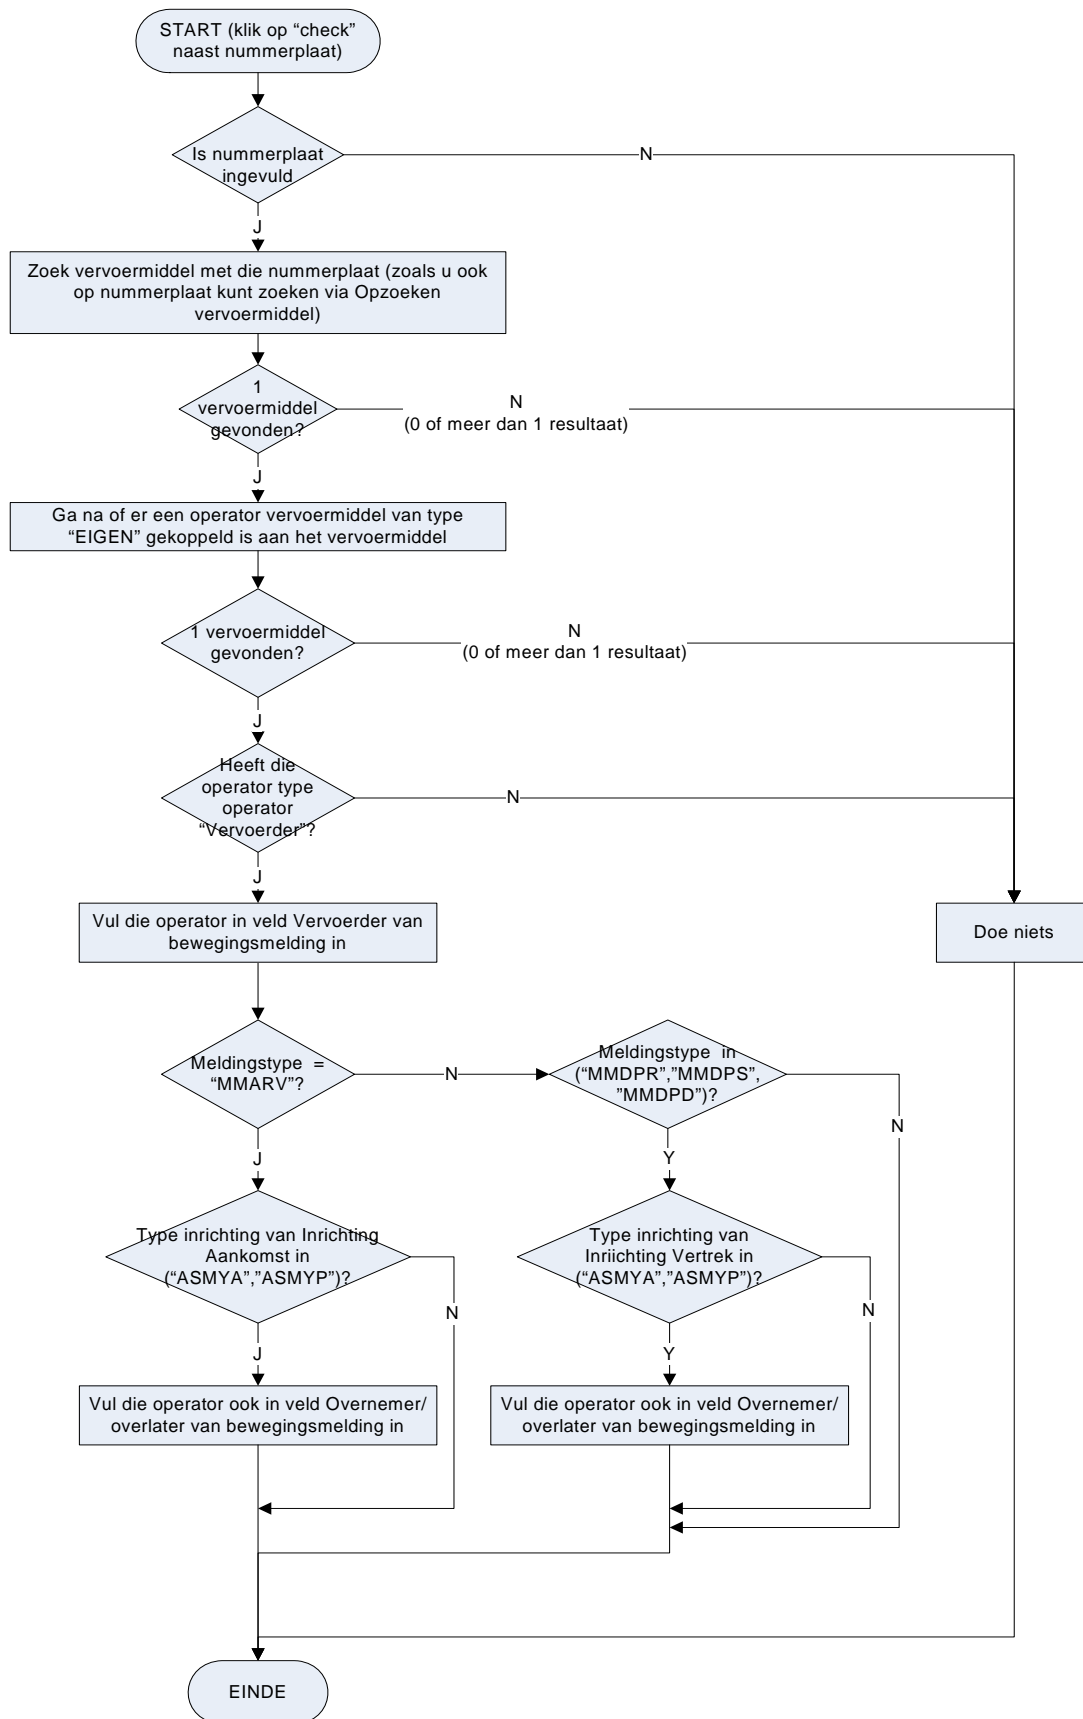 START (klik op “check”
naast nummerplaat)
Is nummerplaat
ingevuld
N
J
Zoek vervoermiddel met die nummerplaat (zoals u ook
op nummerplaat kunt zoeken via Opzoeken
vervoermiddel)
1
vervoermiddel
gevonden?
N
(0 of meer dan 1 resultaat)
J
Ga na of er een operator vervoermiddel van type
“EIGEN” gekoppeld is aan het vervoermiddel
1 vervoermiddel
gevonden?
N
(0 of meer dan 1 resultaat)
J
Heeft die
operator type
operator
“Vervoerder”?
N
J
Vul die operator in veld Vervoerder van
bewegingsmelding in
Doe niets
Meldingstype =
“MMARV”?
N
Meldingstype in
(“MMDPR”,”MMDPS”,
”MMDPD”)?
N
J
Y
Type inrichting van Inrichting
Aankomst in
(“ASMYA”,”ASMYP”)?
N
Type inrichting van
Inriichting Vertrek in
(“ASMYA”,”ASMYP”)?
N
J
Y
Vul die operator ook in veld Overnemer/
overlater van bewegingsmelding in
Vul die operator ook in veld Overnemer/
overlater van bewegingsmelding in
EINDE